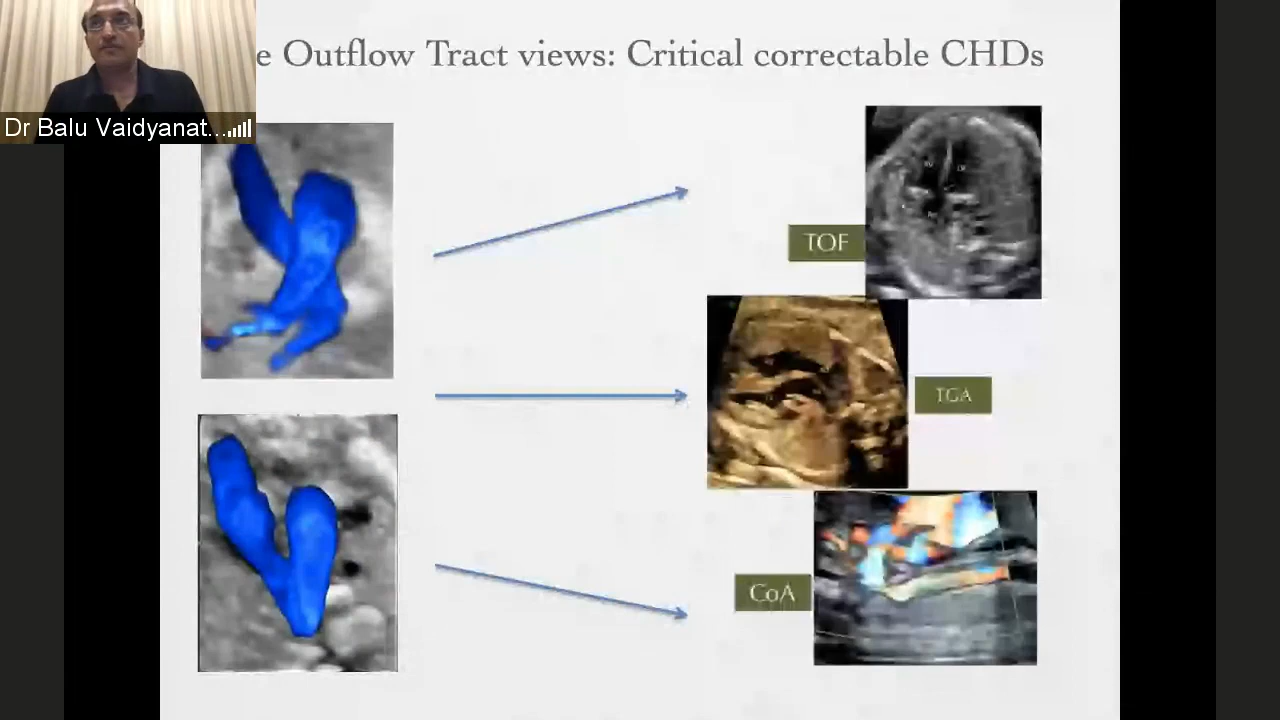 e Outflow Tract views: Critical correctable CHDs
Dr Balu Vaidyanat...
TOF
TGA
CoA